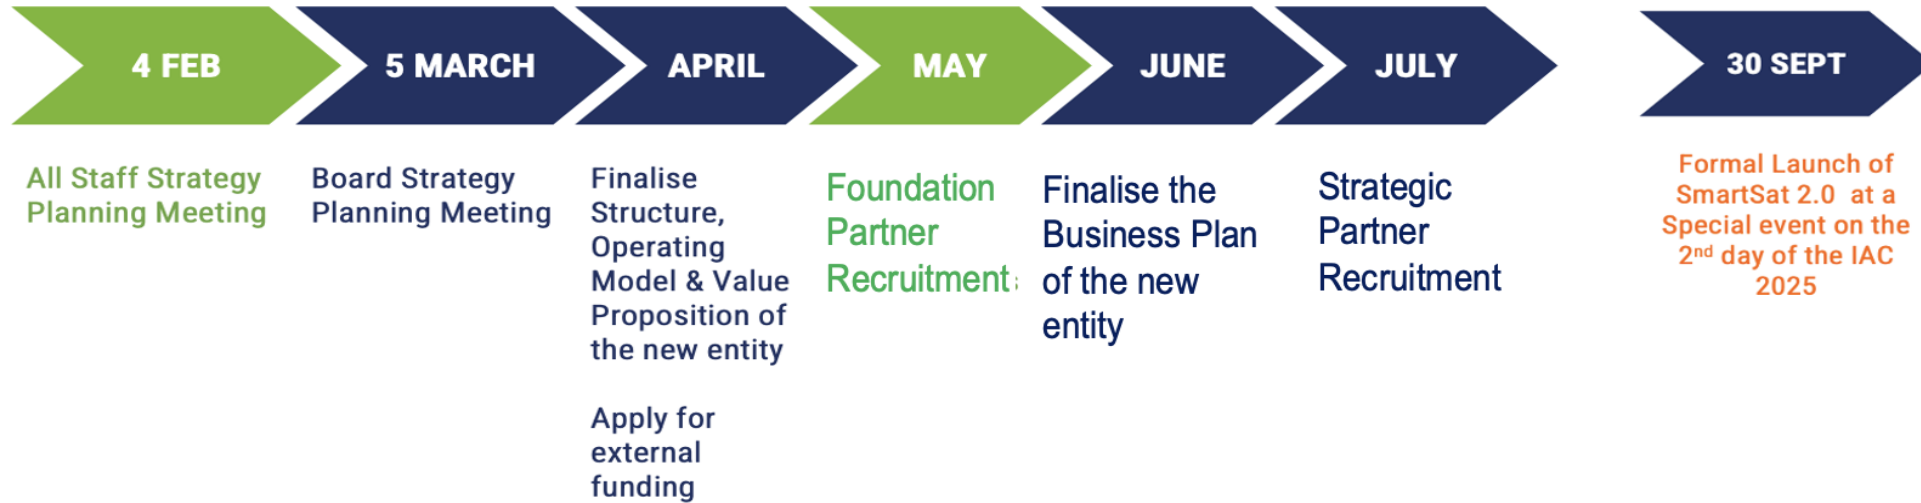 4 FEB
5 MARCH
APRIL
MAY
JUNE
JULY
30 SEPT
All Staff Strategy
Planning Meeting
Board Strategy
Planning Meeting
Finalise
Structure,
Operating
Model & Value
Proposition of
the new entity
Apply for
external
funding
Foundation
Partner
Recruitment
Finalise the
Business Plan
of the new
entity
Strategic
Partner
Recruitment
Formal Launch of
SmartSat 2.0 at a
Special event on the
2nd day of the IAC
2025